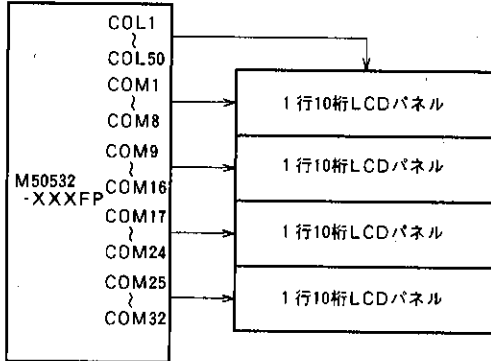 COL1
〜
COL50
COM1
〜
COM8
1行10桁LCDパネル
COM9
〜
COM16
1行10桁LCDパネル
M50532
-XXXFP
COM17
〜
COM24
1行10桁LCDパネル
COM25
〜
COM32
1行10桁LCDパネル